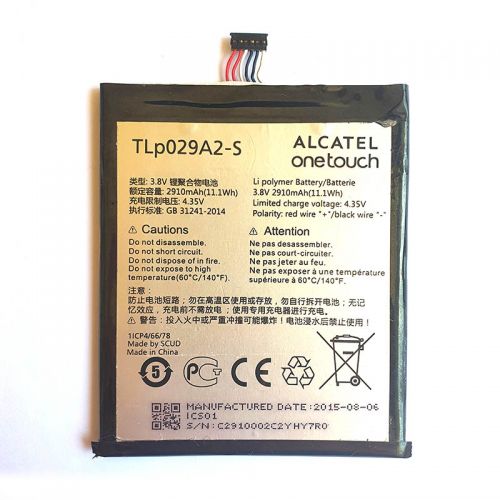 TLp029A2-S
ALCATEL
onetouch
类型: 3.8V 锂聚合物电池
额定容量: 2910mAh(11.1Wh)
充电限制电压: 4.35V
执行标准: GB 31241-2014
Li polymer Battery/Batterie
3.8V 2910mAh(11.1Wh)
Limited charge voltage: 4.35V
Polarity: red wire "+"/black wire "-"
Cautions
Do not disassemble.
Do not short circuit.
Do not dispose of in fire.
Do not expose to high
temperature(60°C/140°F).
Attention
Ne pas desassembler.
Ne pas court-circuiter.
Ne pas jeter au feu.
Ne pas exposer à une température
supérieure à 60°C/140°F.
注意:
防止电池短路; 勿在高温区使用或存放; 勿自行拆装电池; 无记
忆效应, 充电前不需放电; 使用专用充电器进行充电。
警告: 投入火中或严重冲撞可能爆炸! 电池浸水后禁用!
1ICP4/66/78
Made by SCUD
Made in China
5
PCT
MANUFACTURED DATE: 2015-08-06
ICS01
S/N: C2910002C2YHY7R0